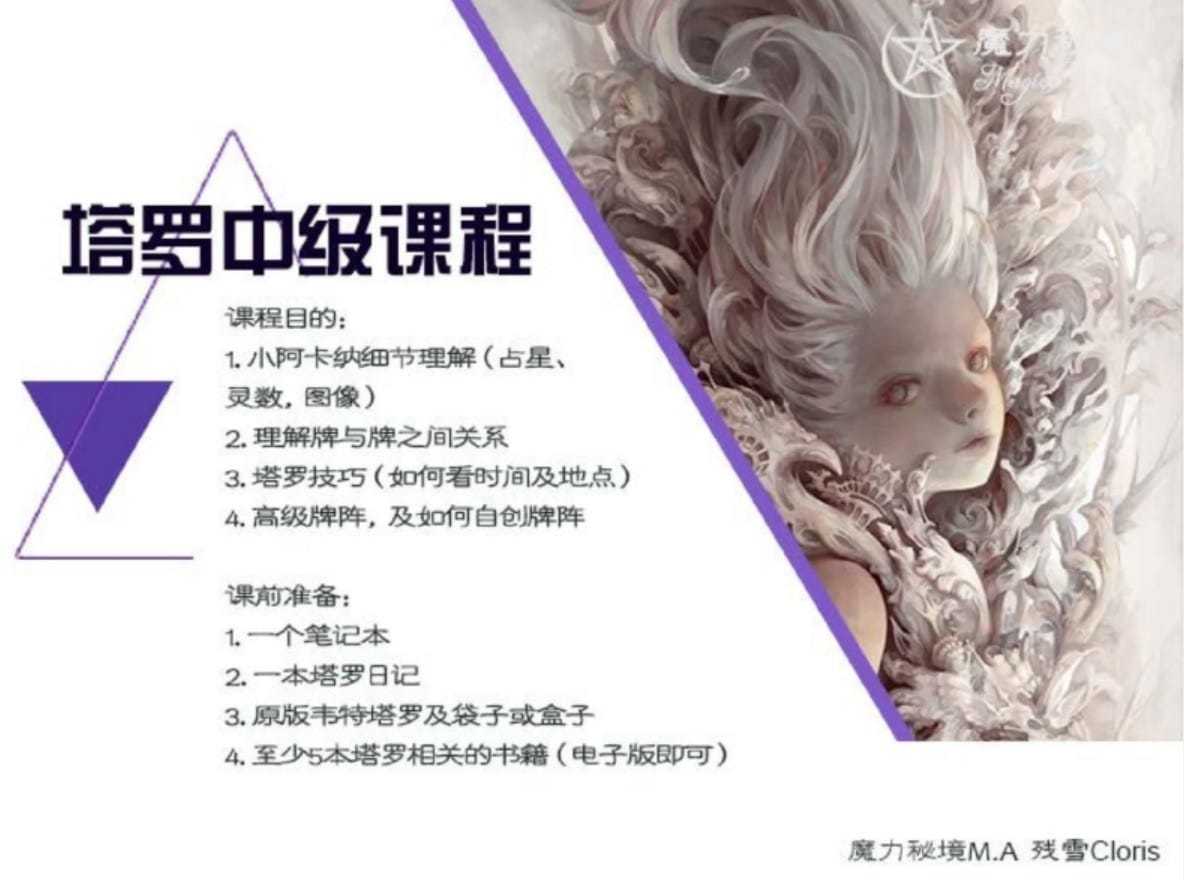 魔力
Magic
塔罗中级课程
课程目的：
1. 小阿卡纳细节理解（占星、
灵数，图像）
2. 理解牌与牌之间关系
3. 塔罗技巧（如何看时间及地点）
4. 高级牌阵，及如何自创牌阵
课前准备：
1. 一个笔记本
2. 一本塔罗日记
3. 原版韦特塔罗及袋子或盒子
4. 至少5本塔罗相关的书籍（电子版即可）
魔力秘境M.A 残雪Cloris